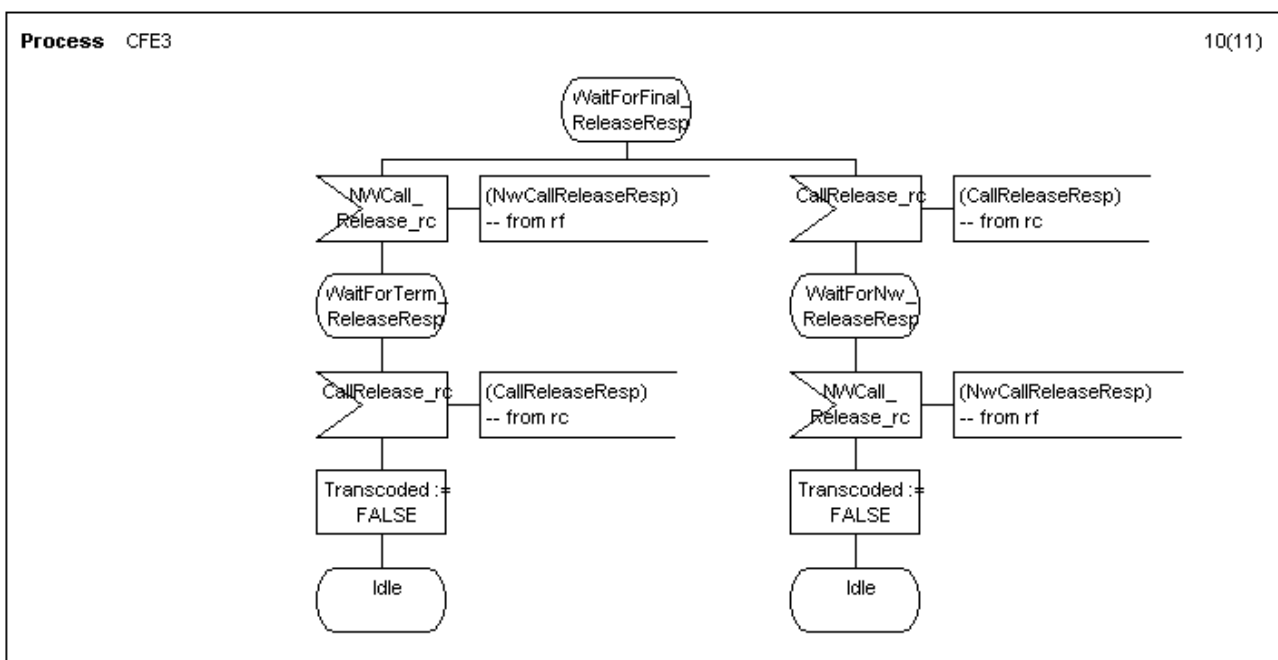 Process CFE3
10(11)
WaitForFinal_
ReleaseResp
NWCall_
Release_rc
(NwCallReleaseResp)
-- from rf
CallRelease_rc
(CallReleaseResp)
-- from rc
WaitForTerm_
ReleaseResp
WaitForNw_
ReleaseResp
CallRelease_rc
(CallReleaseResp)
-- from rc
NWCall_
Release_rc
(NwCallReleaseResp)
-- from rf
Transcoded :=
FALSE
Transcoded :=
FALSE
Idle
Idle